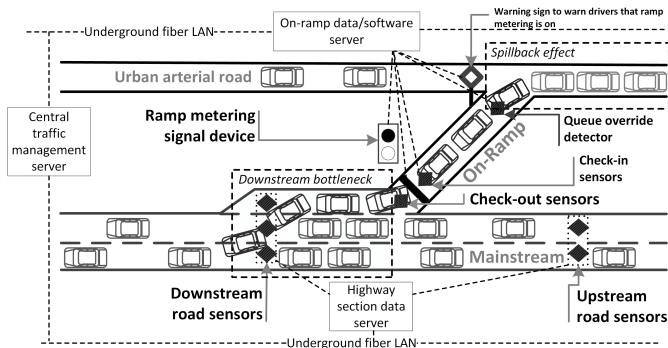 Underground fiber LAN
On-ramp data/software
server
Warning sign to warn drivers that ramp
metering is on
Spillback effect
Urban arterial road
Central
traffic
management
server
Ramp metering
signal device
Queue override
detector
On-Ramp
Check-in
sensors
Downstream bottleneck
Check-out sensors
Mainstream
Downstream
road sensors
Highway
section data
server
Upstream
road sensors
Underground fiber LAN